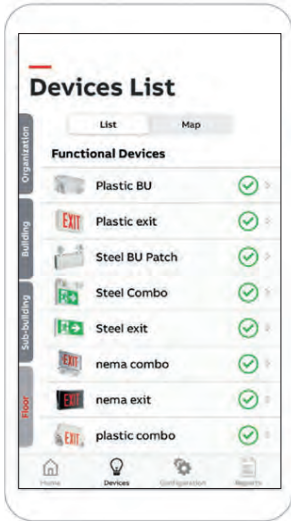 Devices List
List Map
Organization
Building
Sub-building
Floor
Functional Devices
Plastic BU
EXIT Plastic exit
Steel BU Patch
Steel Combo
Steel exit
EXIT nema combo
EXIT nema exit
EXIT plastic combo
Home Devices Configuration Reports